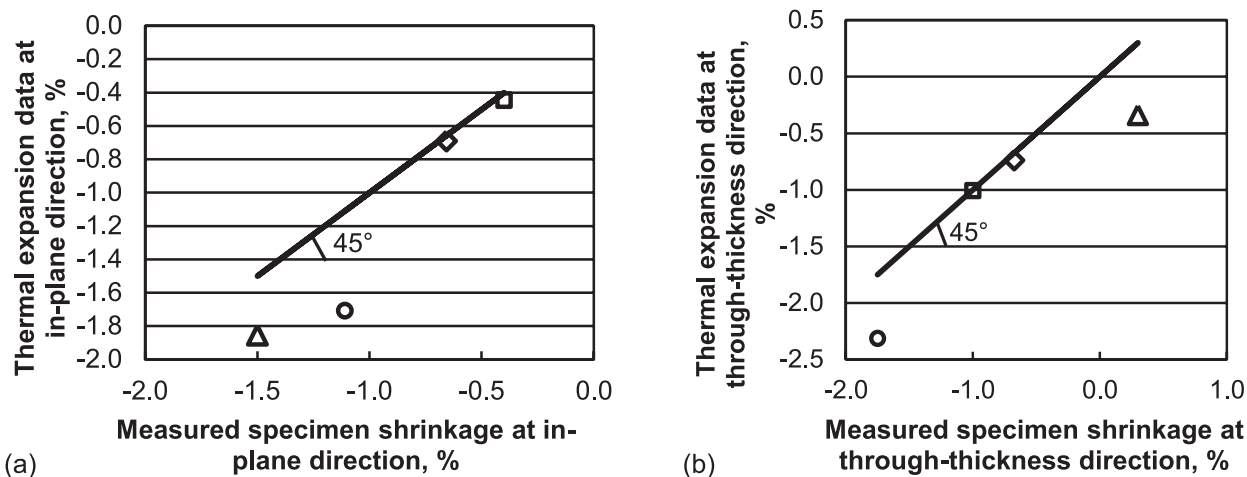 Thermal expansion data at
in-plane direction, %
0.0
-0.2
-0.4
-0.6
-0.8
-1.0
-1.2
-1.4
-1.6
-1.8
-2.0
45°
-2.0 -1.5 -1.0 -0.5 0.0
Measured specimen shrinkage at in-
plane direction, %
(a)
Thermal expansion data at
through-thickness direction,
%
0.5
0.0
-0.5
-1.0
-1.5
-2.0
-2.5
45°
-2.0 -1.0 0.0 1.0
Measured specimen shrinkage at
through-thickness direction, %
(b)